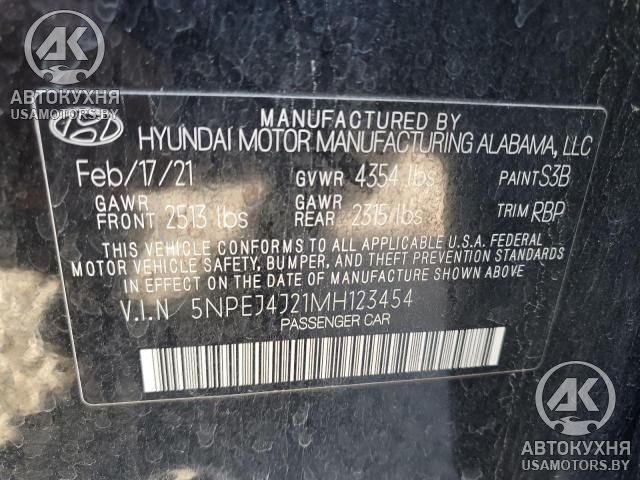 АК
АВТОКУХНЯ
USAMOTORS.BY
MANUFACTURED BY
HYUNDAI MOTOR MANUFACTURING ALABAMA, LLC
Feb/17/21 GVWR 4354 lbs PAINT S3B
GAWR FRONT 2513 lbs GAWR REAR 2315 lbs TRIM RBP
THIS VEHICLE CONFORMS TO ALL APPLICABLE U.S.A. FEDERAL
MOTOR VEHICLE SAFETY, BUMPER, AND THEFT PREVENTION STANDARDS
IN EFFECT ON THE DATE OF MANUFACTURE SHOWN ABOVE.
V.I.N 5NPEJ4J21MH123454
PASSENGER CAR
АК
АВТОКУХНЯ
USAMOTORS.BY